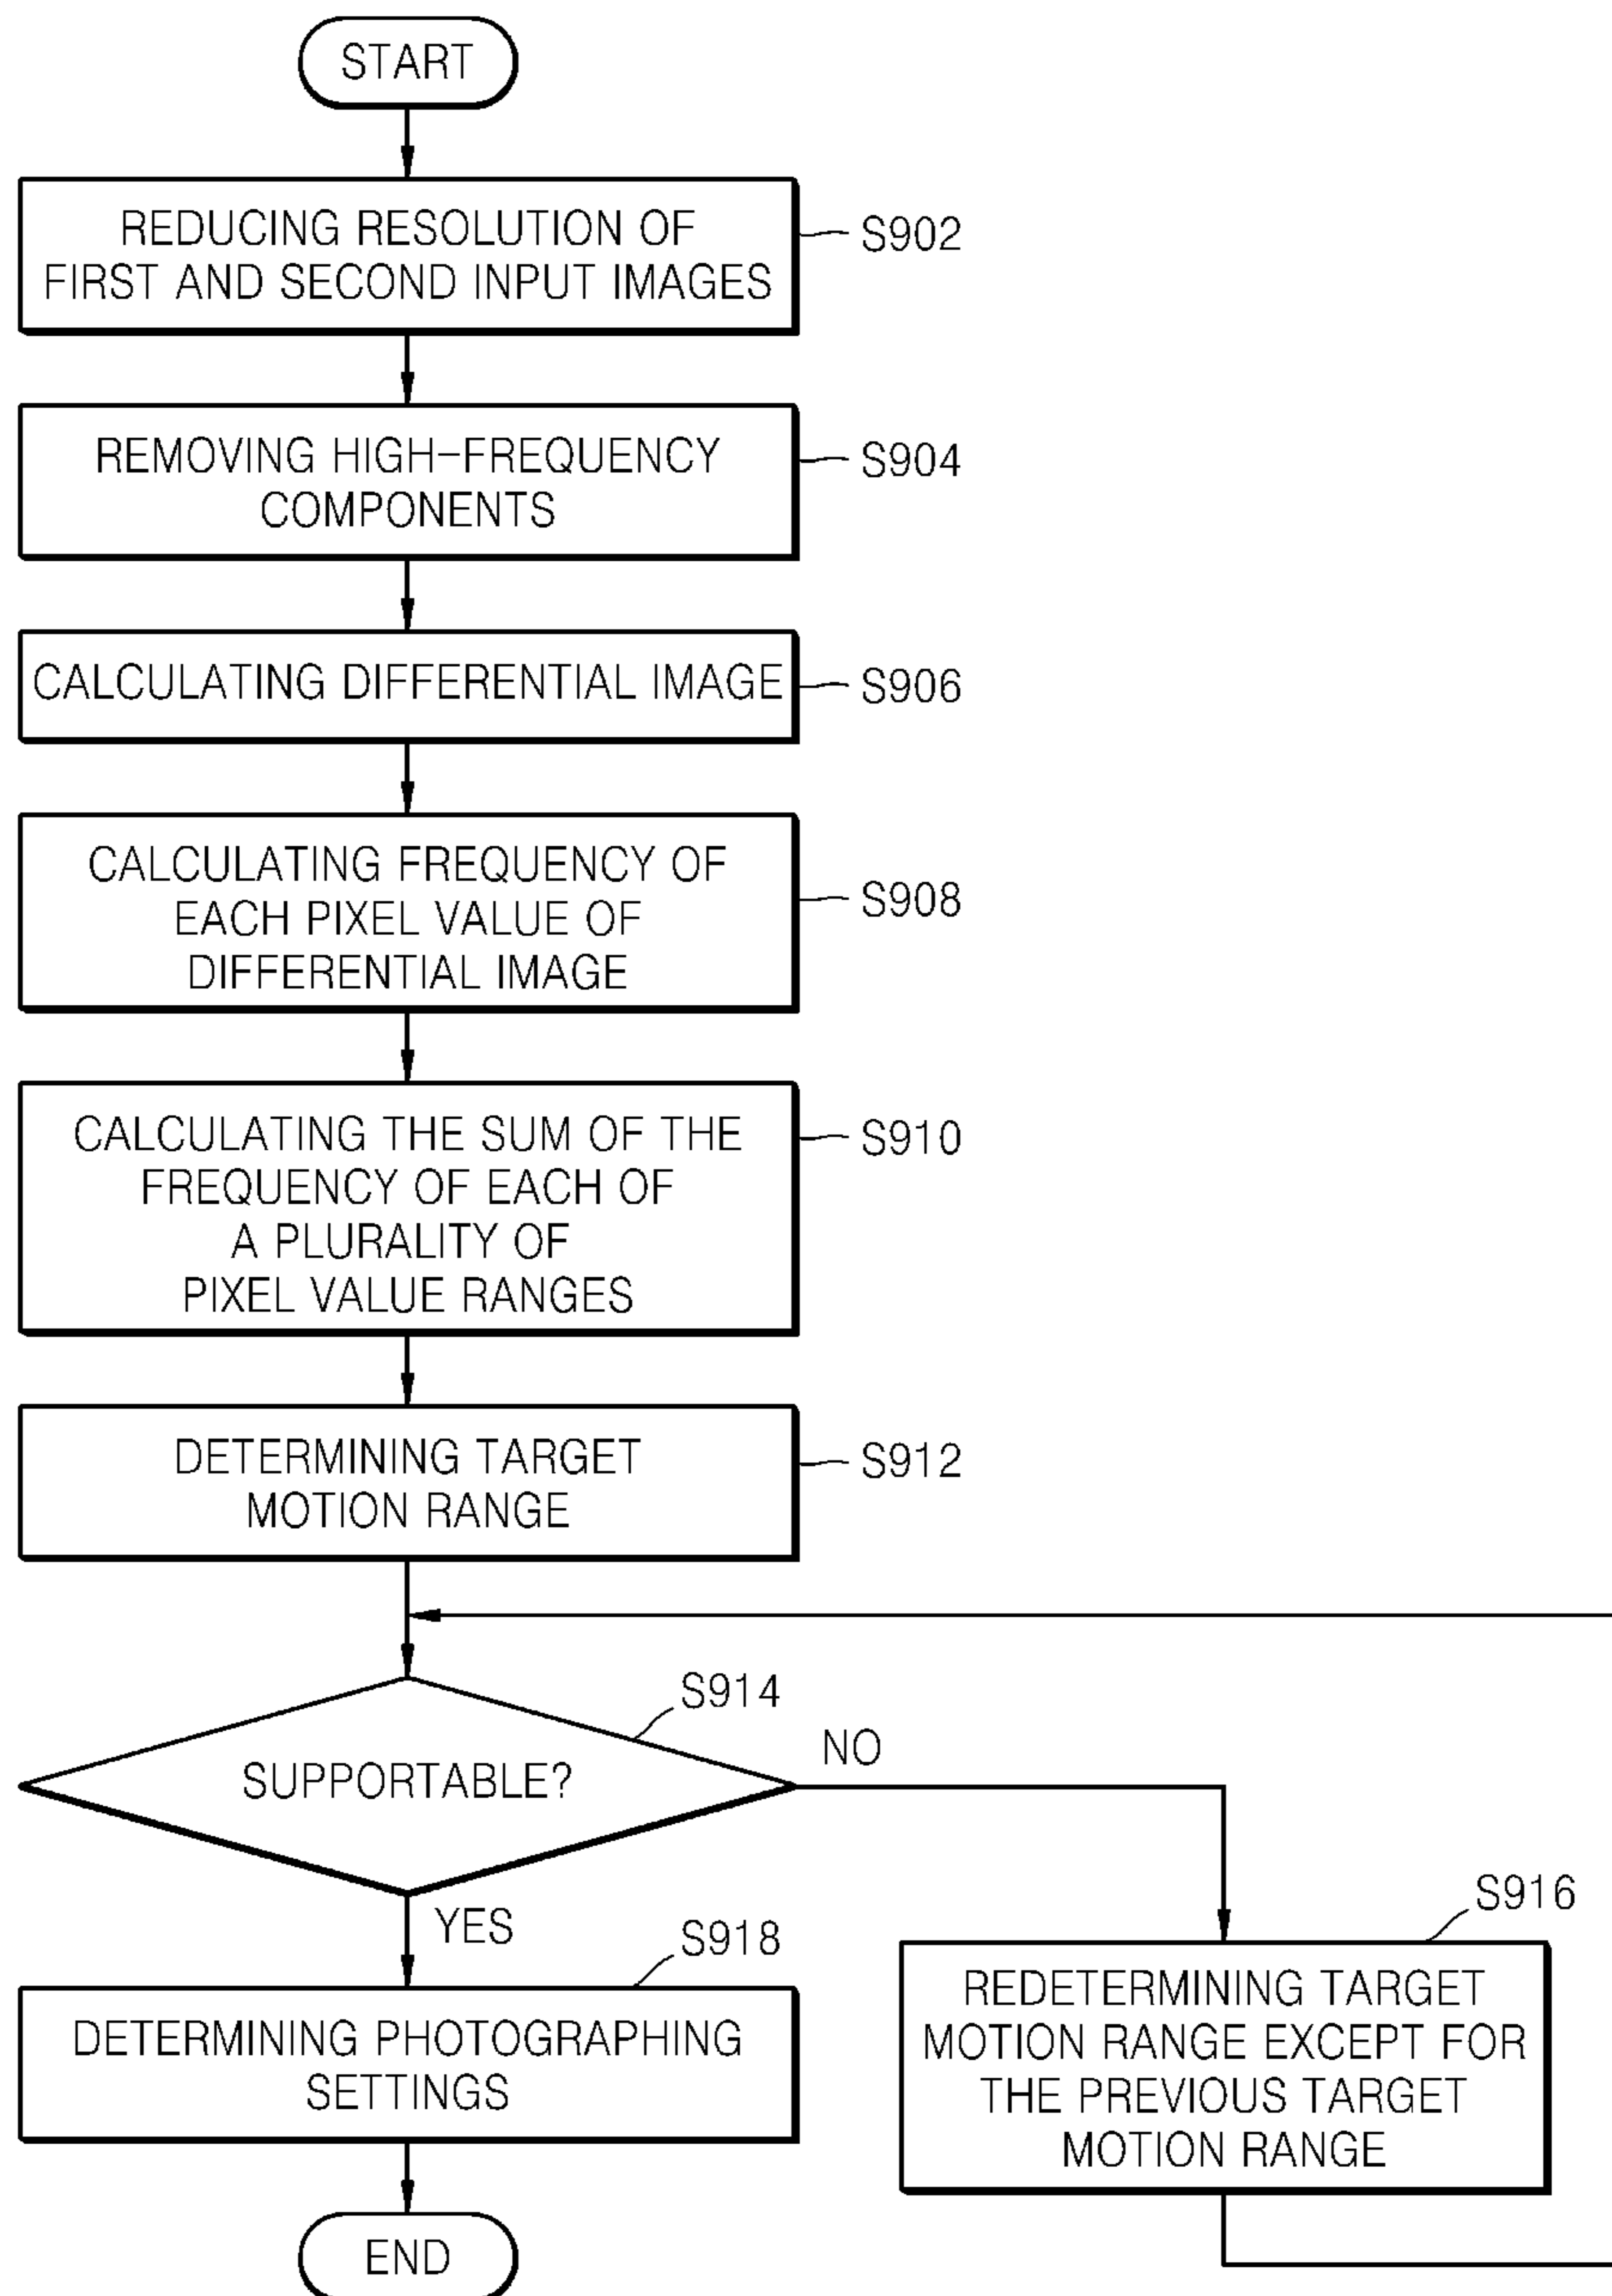 START
REDUCING RESOLUTION OF
FIRST AND SECOND INPUT IMAGES
S902
REMOVING HIGH-FREQUENCY
COMPONENTS
S904
CALCULATING DIFFERENTIAL IMAGE
S906
CALCULATING FREQUENCY OF
EACH PIXEL VALUE OF
DIFFERENTIAL IMAGE
S908
CALCULATING THE SUM OF THE
FREQUENCY OF EACH OF
A PLURALITY OF
PIXEL VALUE RANGES
S910
DETERMINING TARGET
MOTION RANGE
S912
S914
SUPPORTABLE?
NO
YES
S916
REDETERMINING TARGET
MOTION RANGE EXCEPT FOR
THE PREVIOUS TARGET
MOTION RANGE
S918
DETERMINING PHOTOGRAPHING
SETTINGS
END